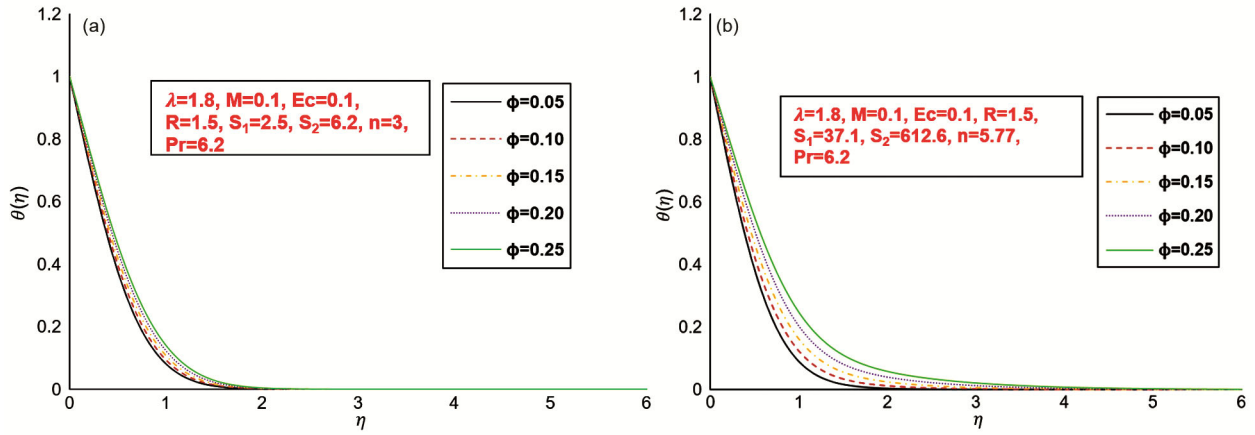 (a)
1.2
1
0.8
0.6
0.4
0.2
0
θ(η)
λ=1.8, M=0.1, Ec=0.1,
R=1.5, S₁=2.5, S₂=6.2, n=3,
Pr=6.2
ϕ=0.05
ϕ=0.10
ϕ=0.15
ϕ=0.20
ϕ=0.25
0 1 2 3 4 5 6
η
(b)
1.2
1
0.8
0.6
0.4
0.2
0
θ(η)
λ=1.8, M=0.1, Ec=0.1, R=1.5,
S₁=37.1, S₂=612.6, n=5.77,
Pr=6.2
ϕ=0.05
ϕ=0.10
ϕ=0.15
ϕ=0.20
ϕ=0.25
0 1 2 3 4 5 6
η